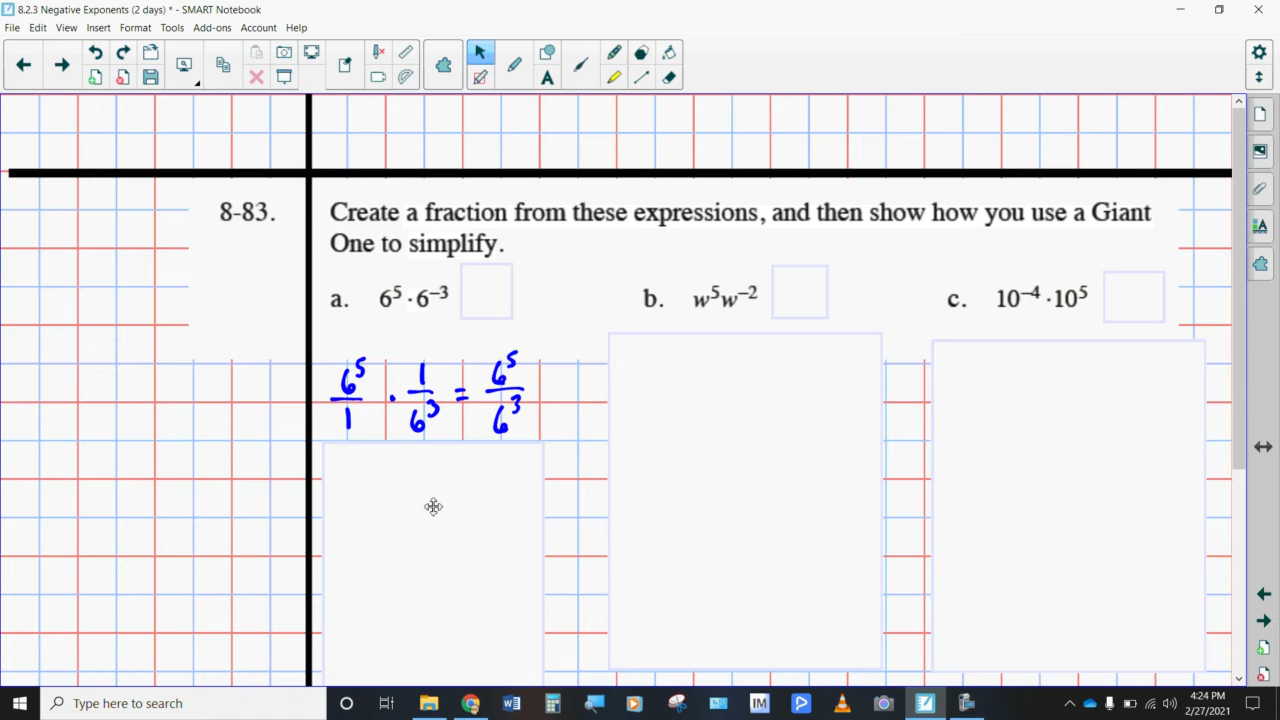 8.2.3 Negative Exponents (2 days) * - SMART Notebook
File Edit View Insert Format Tools Add-ons Account Help
8-83. Create a fraction from these expressions, and then show how you use a Giant
One to simplify.
a. 6⁵ · 6⁻³ b. w⁵w⁻² c. 10⁻⁴ · 10⁵
6⁵/1 · 1/6³ = 6⁵/6³
Type here to search
IM
4:24 PM
2/27/2021